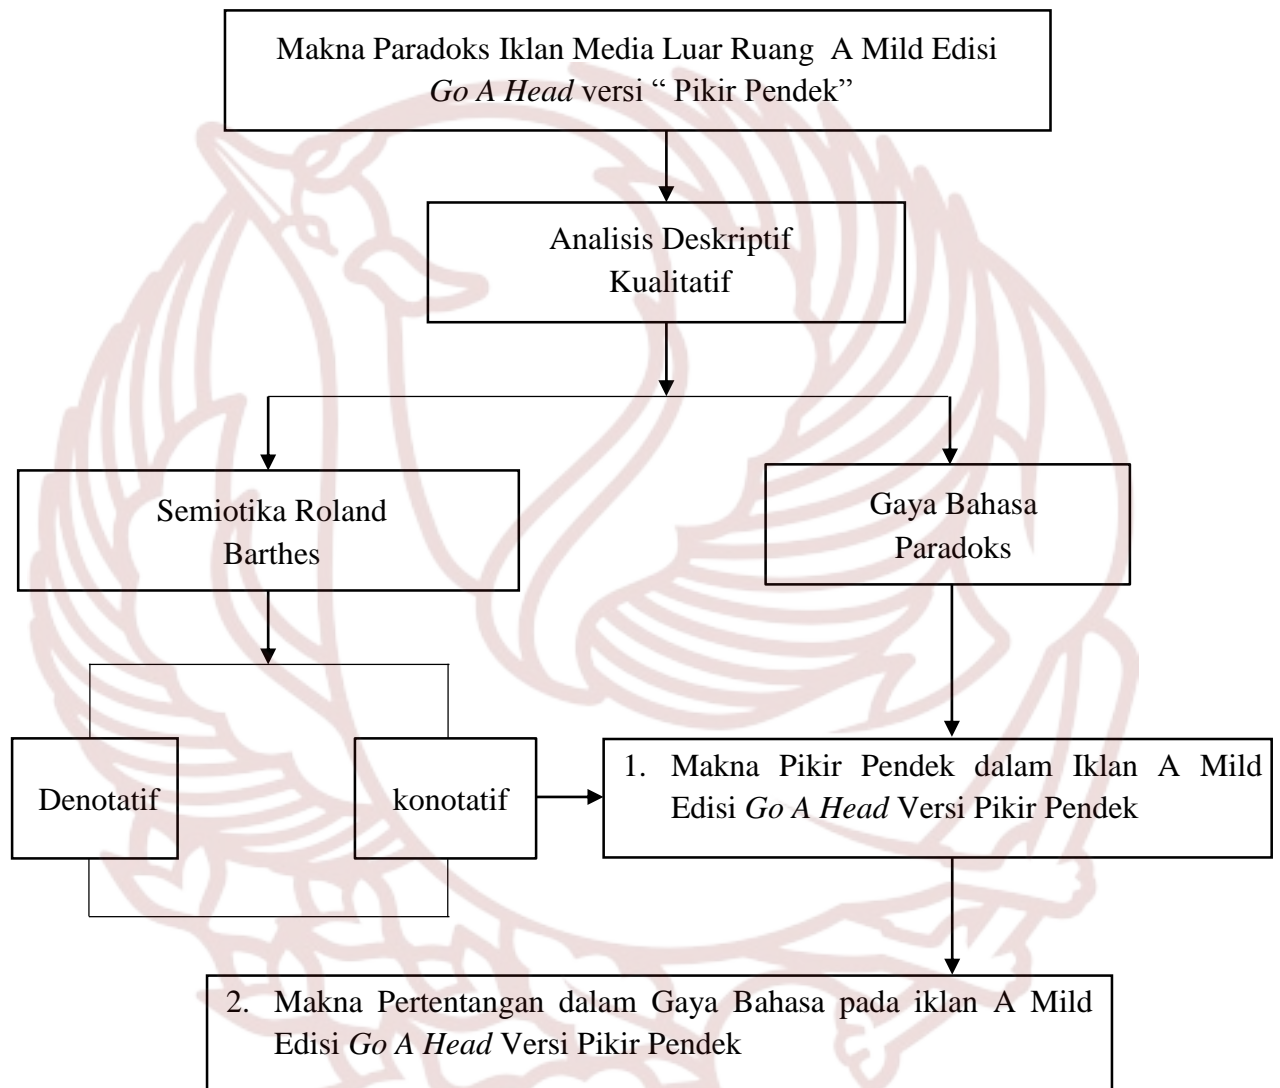 Makna Paradoks Iklan Media Luar Ruang A Mild Edisi
Go A Head versi “ Pikir Pendek”
Analisis Deskriptif
Kualitatif
Semiotika Roland
Barthes
Gaya Bahasa
Paradoks
Denotatif
konotatif
1. Makna Pikir Pendek dalam Iklan A Mild
Edisi Go A Head Versi Pikir Pendek
2. Makna Pertentangan dalam Gaya Bahasa pada iklan A Mild
Edisi Go A Head Versi Pikir Pendek